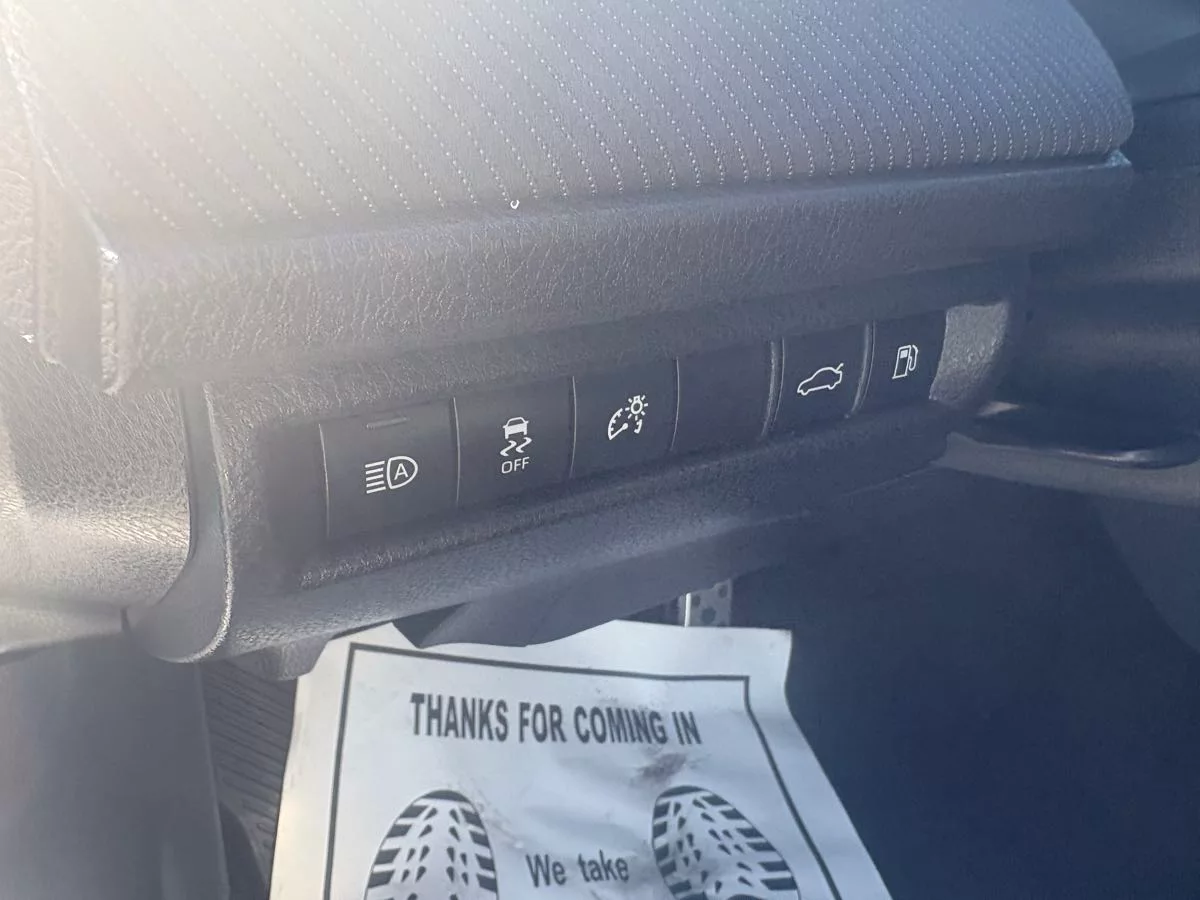 A
OFF
THANKS FOR COMING IN
We take